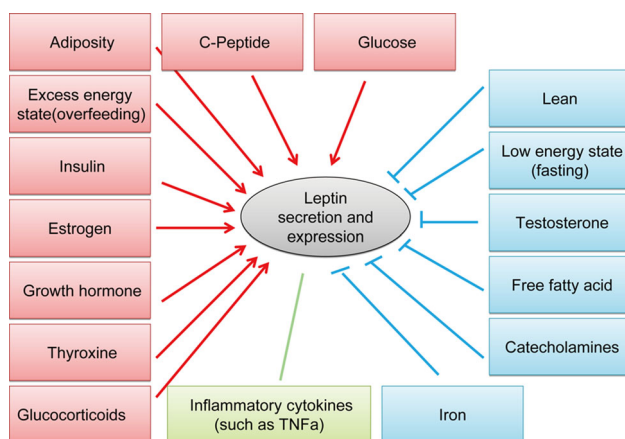 Adiposity
C-Peptide
Glucose
Excess energy
state(overfeeding)
Insulin
Estrogen
Growth hormone
Thyroxine
Glucocorticoids
Leptin
secretion and
expression
Lean
Low energy state
(fasting)
Testosterone
Free fatty acid
Catecholamines
Inflammatory cytokines
(such as TNFa)
Iron